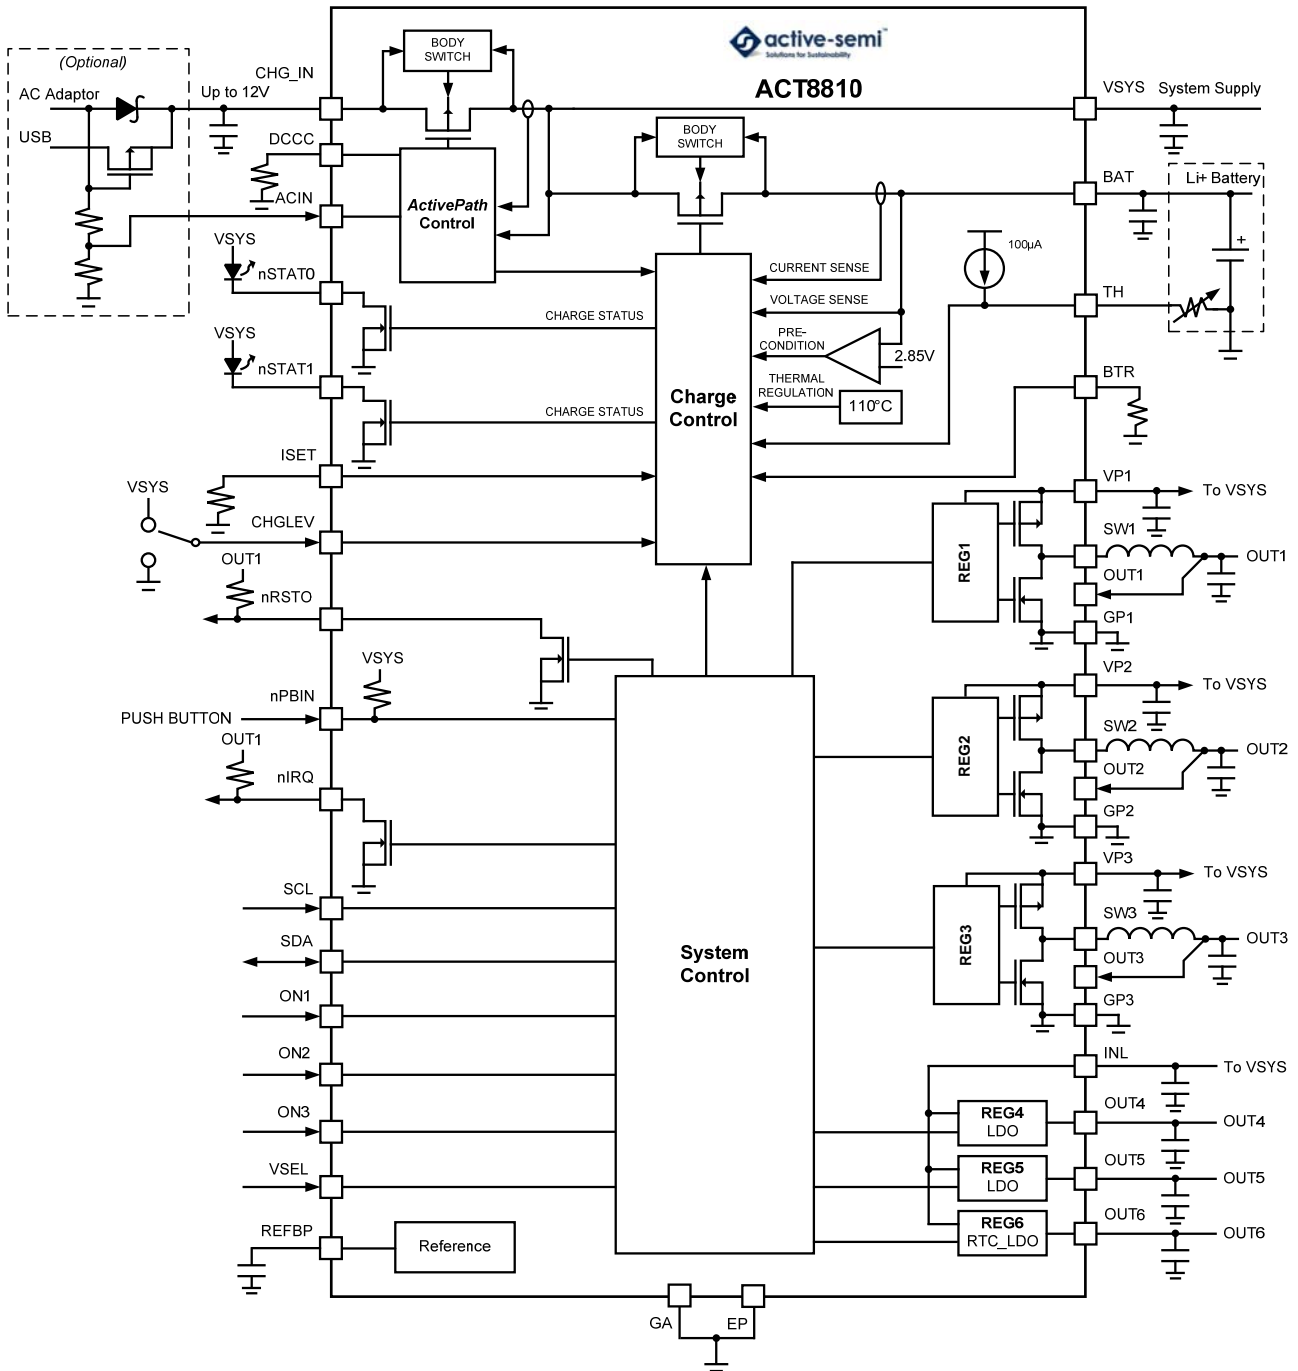 active-semi™
Solutions for Sustainability
ACT8810
(Optional)
AC Adaptor
USB
Up to 12V
CHG_IN
BODY
SWITCH
VSYS
System Supply
DCCC
BODY
SWITCH
ActivePath
Control
ACIN
BAT
Li+ Battery
+
VSYS
nSTAT0
100µA
CURRENT SENSE
TH
VOLTAGE SENSE
CHARGE STATUS
PRE-
CONDITION
2.85V
VSYS
nSTAT1
THERMAL
REGULATION
110°C
BTR
Charge
Control
CHARGE STATUS
ISET
VSYS
CHGLEV
VP1
To VSYS
REG1
SW1
OUT1
OUT1
GP1
OUT1
nRSTO
VSYS
nPBIN
PUSH BUTTON
VP2
To VSYS
REG2
SW2
OUT2
OUT2
GP2
OUT1
nIRQ
VP3
To VSYS
REG3
SW3
OUT3
OUT3
GP3
SCL
SDA
System
Control
ON1
ON2
ON3
VSEL
INL
To VSYS
REG4
LDO
OUT4
OUT4
REG5
LDO
OUT5
OUT5
REG6
RTC_LDO
OUT6
OUT6
REFBP
Reference
GA
EP